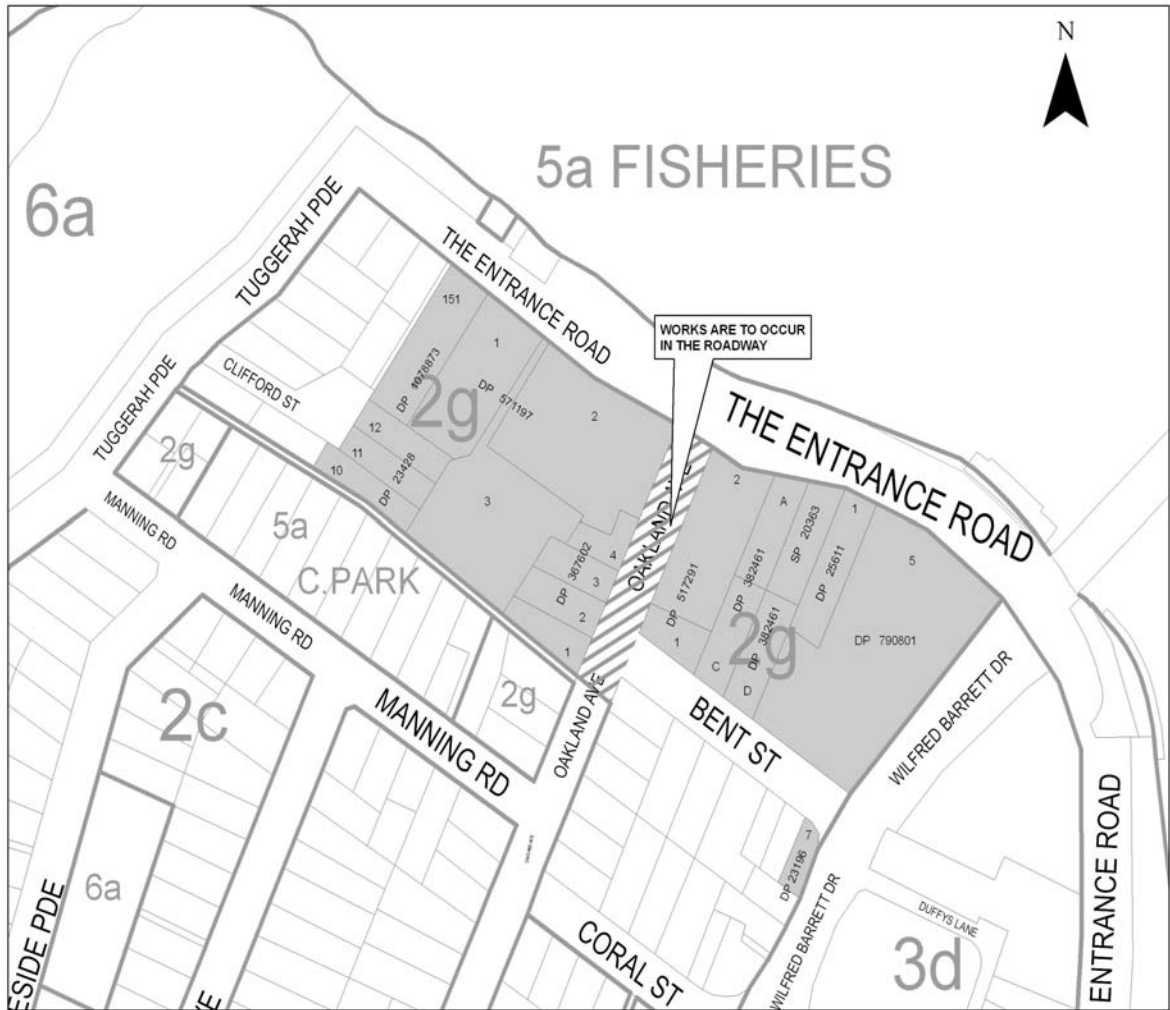 N
5a FISHERIES
6a
TUGGERAH PDE
THE ENTRANCE ROAD
151
1
DP 1078873
2g
DP 571197
2
WORKS ARE TO OCCUR
IN THE ROADWAY
CLIFFORD ST
TUGGERAH PDE
THE ENTRANCE ROAD
12
11
10
DP 23428
3
2g
MANNING RD
5a
C.PARK
MANNING RD
4
3
2
1
DP 367602
OAKLAND AVE
2
A
1
5
SP 20363
DP 382461
DP 25611
DP 517291
DP 382461
2g
DP 790801
1
C
D
2c
MANNING RD
2g
OAKLAND AVE
BENT ST
WILFRED BARRETT DR
6a
7
DP 23196
ESIDE PDE
CORAL ST
WILFRED BARRETT DR
DUFFYS LANE
3d
ENTRANCE ROAD